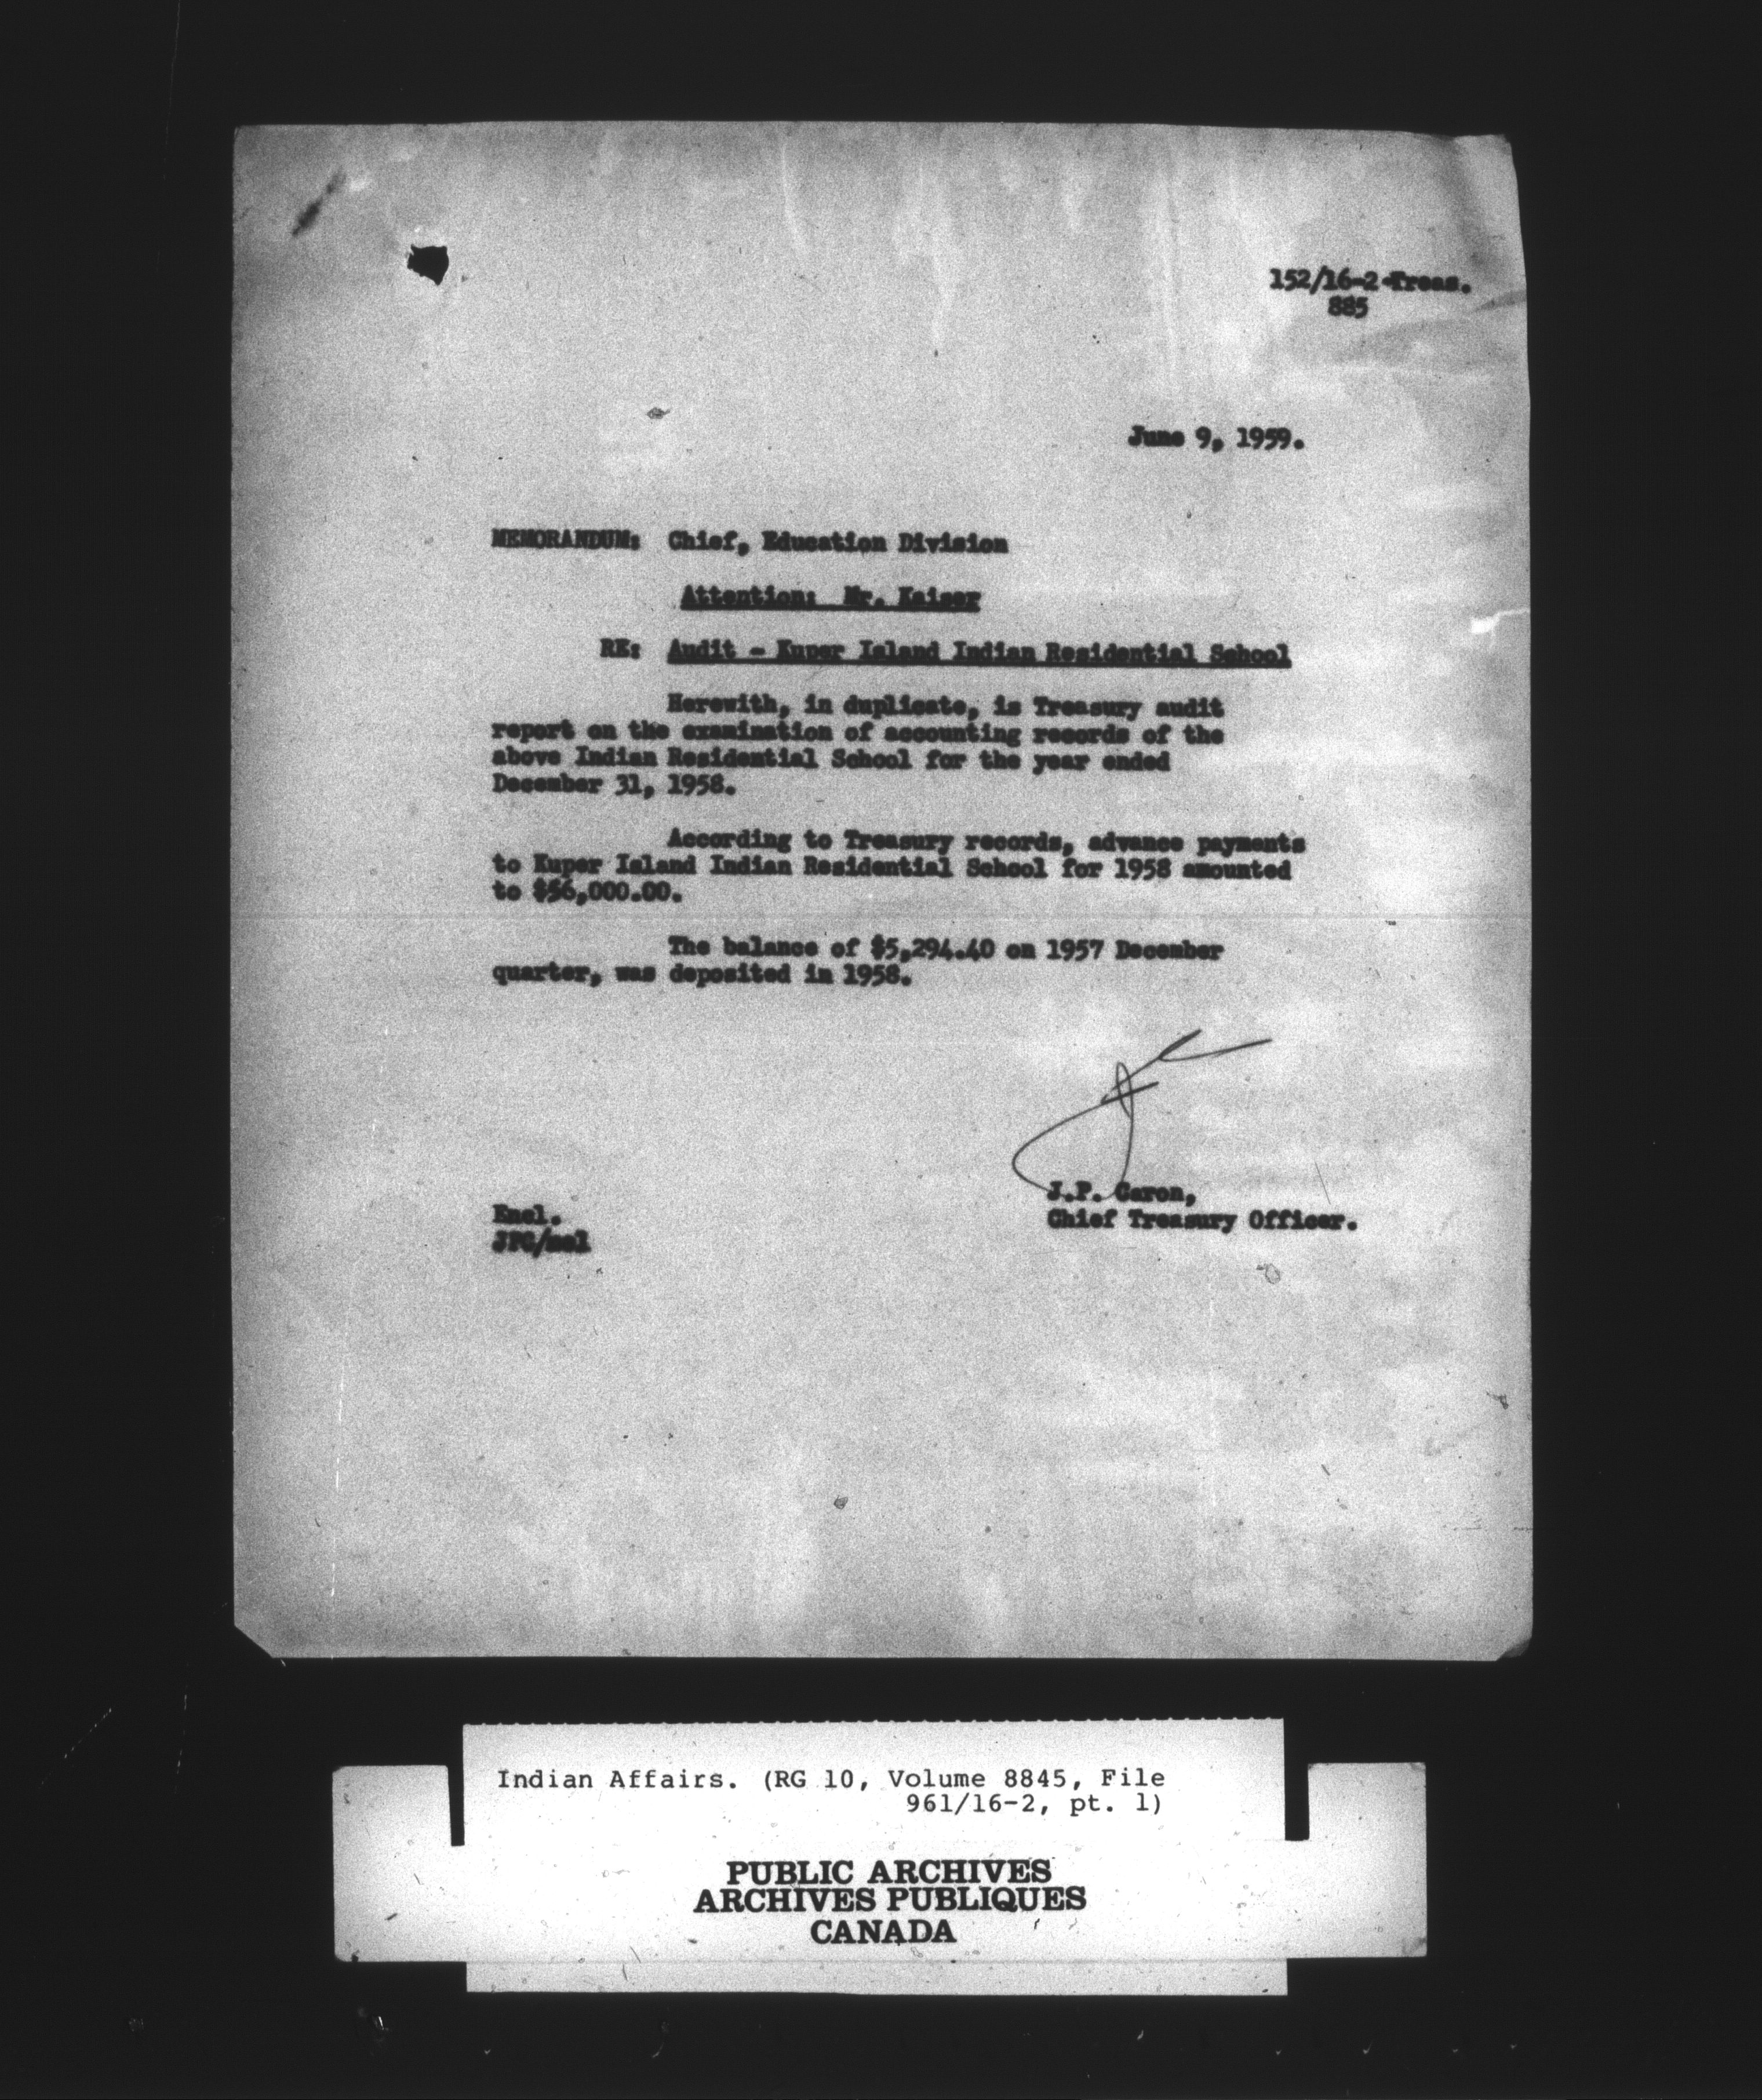 152/16-2-Treas.
885
June 9, 1959.
MEMORANDUM: Chief, Education Division
Attention: Mr. Kaiser
RE: Audit - Kuper Island Indian Residential School
Herewith, in duplicate, is Treasury audit
report on the examination of accounting records of the
above Indian Residential School for the year ended
December 31, 1958.
According to Treasury records, advance payments
to Kuper Island Indian Residential School for 1958 amounted
to $56,000.00.
The balance of $5,294.40 on 1957 December
quarter, was deposited in 1958.
J.P. Caron,
Chief Treasury Officer.
Encl.
JPC/
Indian Affairs. (RG 10, Volume 8845, File
961/16-2, pt. 1)
PUBLIC ARCHIVES
ARCHIVES PUBLIQUES
CANADA